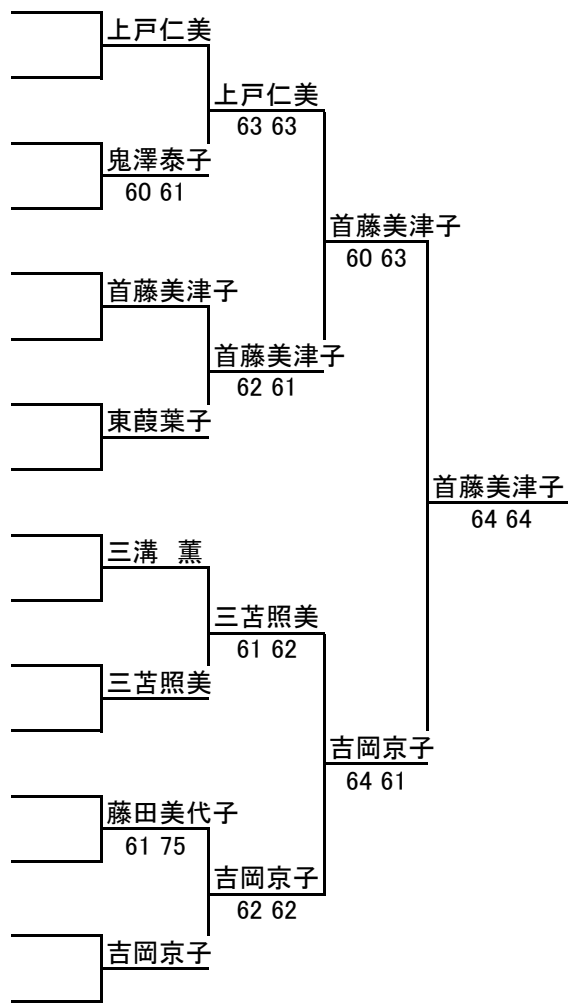 上戸仁美
上戸仁美
63 63
鬼澤泰子
60 61
首藤美津子
60 63
首藤美津子
首藤美津子
62 61
東葭葉子
首藤美津子
64 64
三溝　薫
三苫照美
61 62
三苫照美
吉岡京子
64 61
藤田美代子
61 75
吉岡京子
62 62
吉岡京子